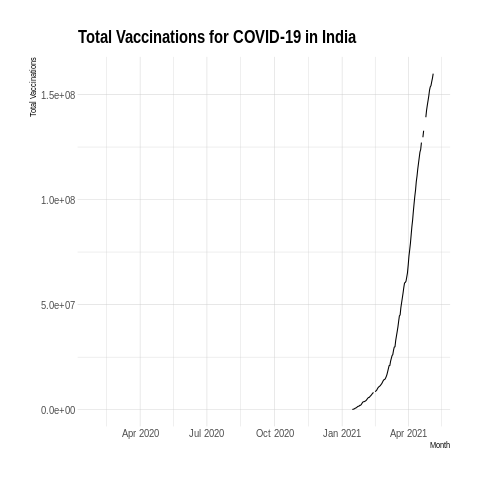 Total Vaccinations for COVID-19 in India
Total Vaccinations
1.5e+08
1.0e+08
5.0e+07
0.0e+00
Apr 2020 Jul 2020 Oct 2020 Jan 2021 Apr 2021
Month